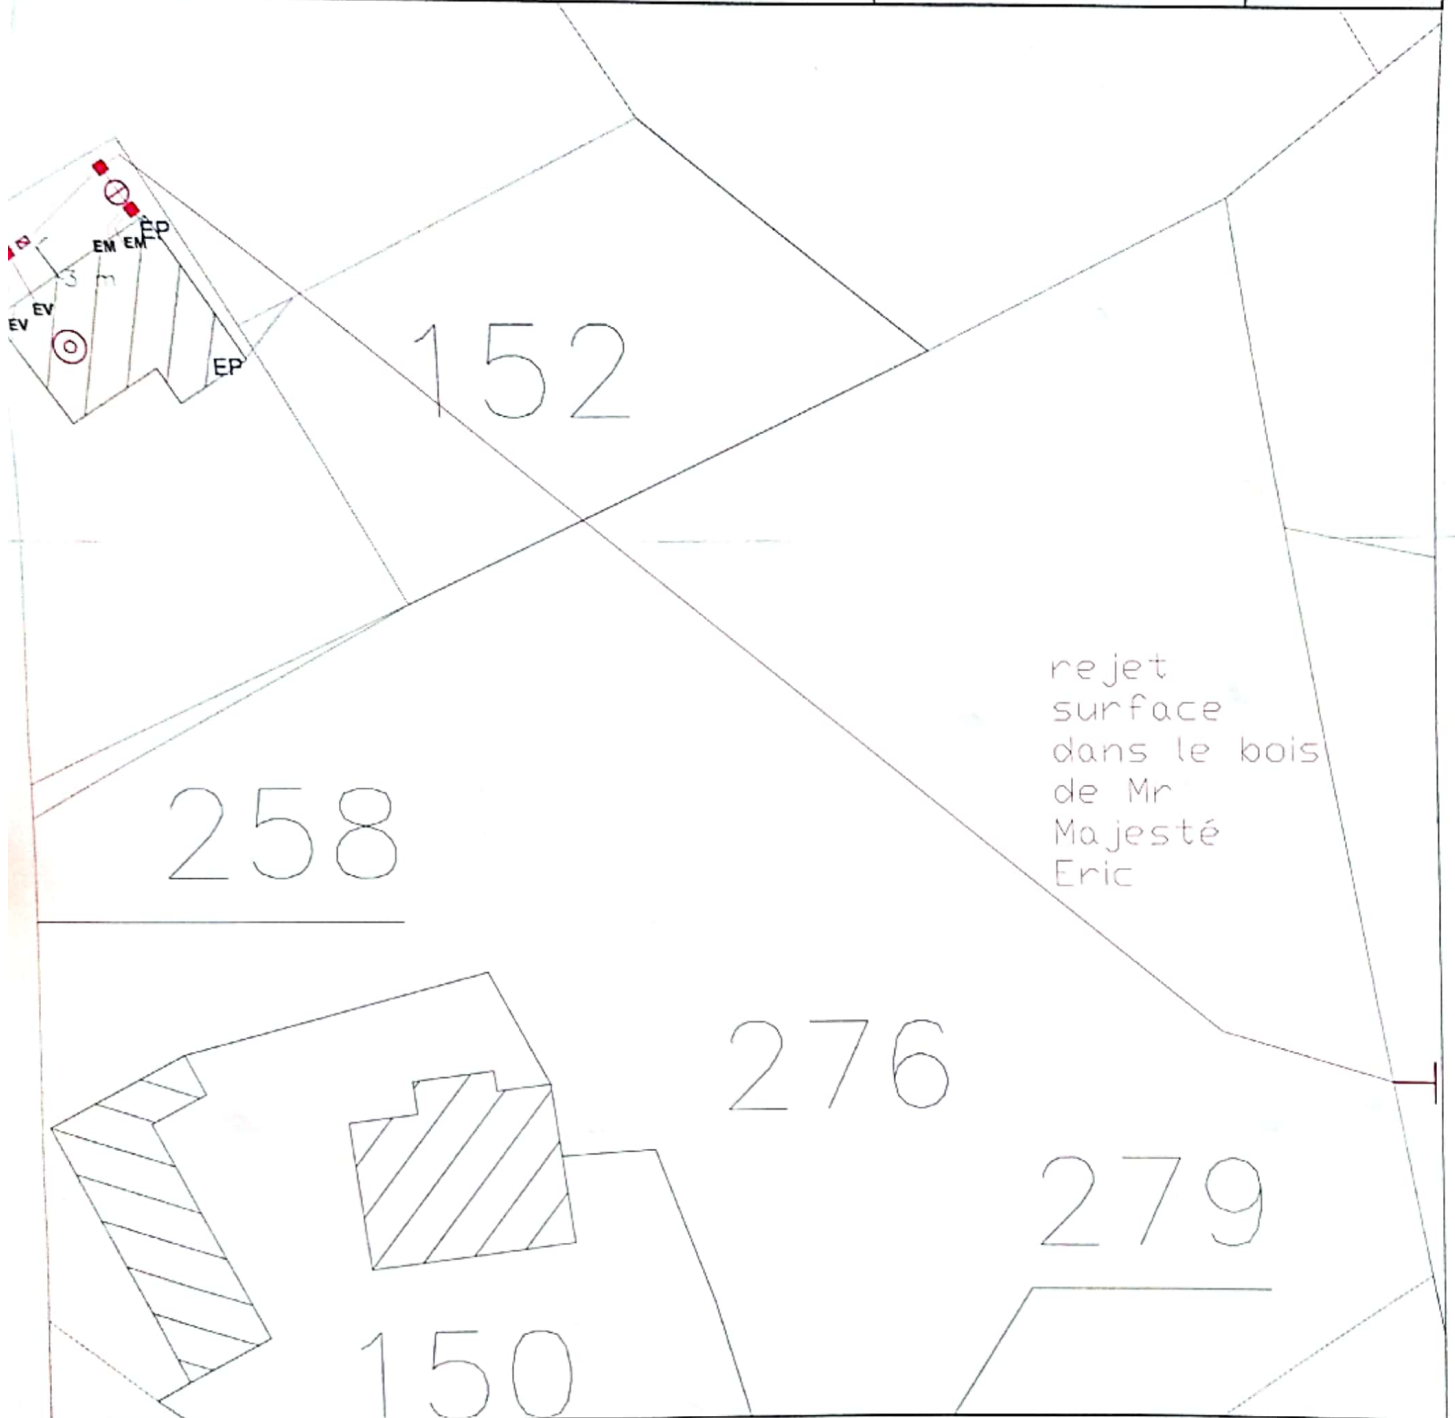 EP
EM EM
3 m
EV
EV
EP
152
rejet
surface
dans le bois
de Mr
Majesté
Eric
258
276
279
150